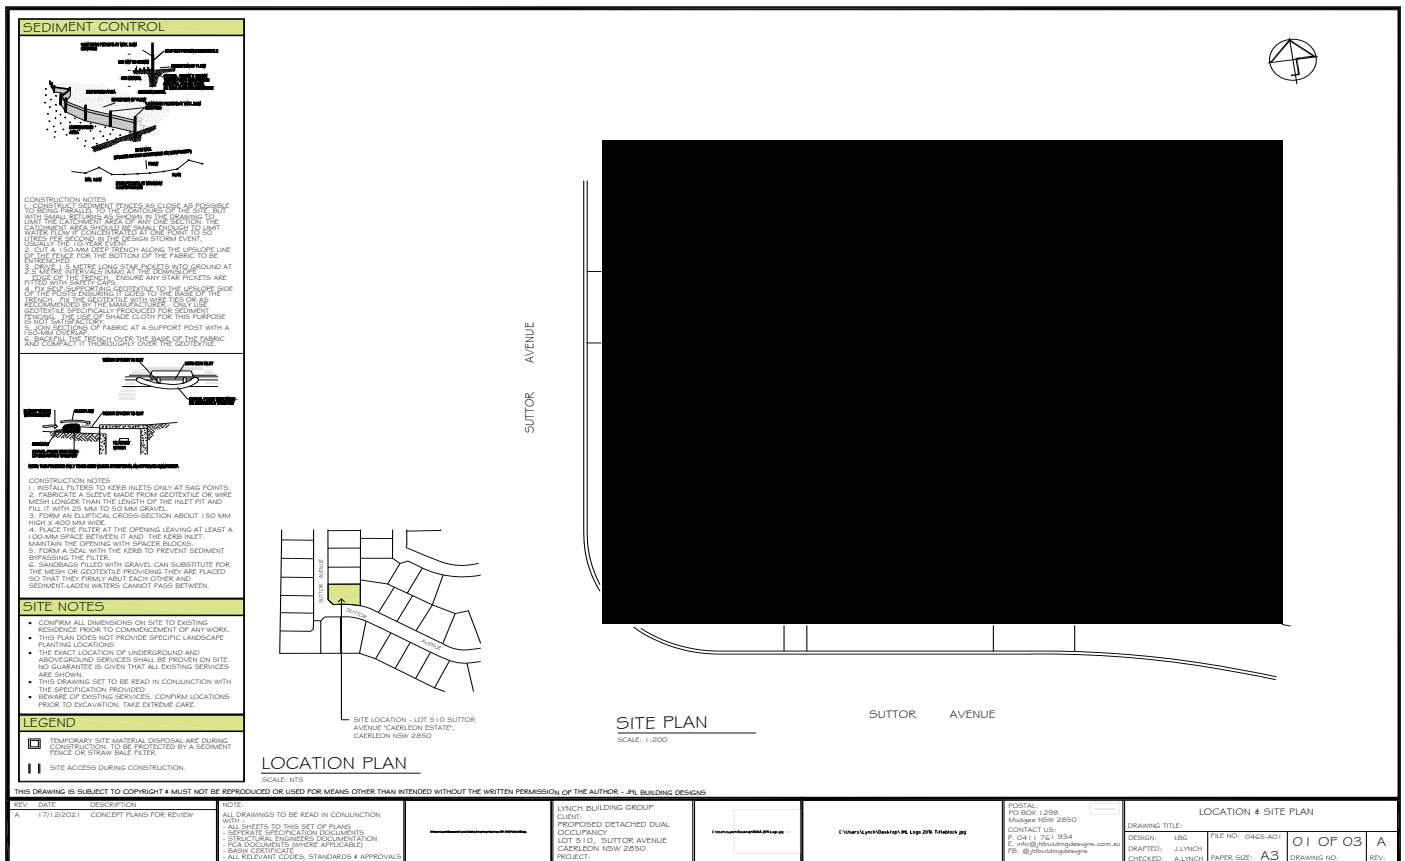 SEDIMENT CONTROL
CONSTRUCTION NOTES
1. CONSTRUCT SEDIMENT FENCES AS CLOSE AS POSSIBLE
TO BEING PARALLEL TO THE CONTOURS OF THE SITE, BUT
WITH SMALL RETURNS AS SHOWN IN THE DRAWING TO
LIMIT THE CATCHMENT AREA OF ANY ONE SECTION. THE
CATCHMENT AREA SHOULD BE SMALL ENOUGH TO LIMIT
WATER FLOW IF CONCENTRATED AT ONE POINT TO 50
LITRES PER SECOND IN THE DESIGN STORM EVENT,
USUALLY THE 10-YEAR EVENT.
2. CUT A 150-MM DEEP TRENCH ALONG THE UPSLOPE LINE
OF THE FENCE FOR THE BOTTOM OF THE FABRIC TO BE
ENTRENCHED.
3. DRIVE 1.5 METRE LONG STAR PICKETS INTO GROUND AT
2.5 METRE INTERVALS (MAX) AT THE DOWNSLOPE
EDGE OF THE TRENCH. ENSURE ANY STAR PICKETS ARE
FITTED WITH SAFETY CAPS.
4. FIX SELF-SUPPORTING GEOTEXTILE TO THE UPSLOPE SIDE
OF THE POSTS ENSURING IT GOES TO THE BASE OF THE
TRENCH. FIX THE GEOTEXTILE WITH WIRE TIES OR AS
RECOMMENDED BY THE MANUFACTURER. ONLY USE
GEOTEXTILE SPECIFICALLY PRODUCED FOR SEDIMENT
FENCING. THE USE OF SHADE CLOTH FOR THIS PURPOSE
IS NOT SATISFACTORY.
5. JOIN SECTIONS OF FABRIC AT A SUPPORT POST WITH A
150-MM OVERLAP.
6. BACKFILL THE TRENCH OVER THE BASE OF THE FABRIC
AND COMPACT IT THOROUGHLY OVER THE GEOTEXTILE.
CONSTRUCTION NOTES
1. INSTALL FILTERS TO KERB INLETS ONLY AT SAG POINTS.
2. FABRICATE A SLEEVE MADE FROM GEOTEXTILE OR WIRE
MESH LONGER THAN THE LENGTH OF THE INLET PIT AND
FILL IT WITH 25 MM TO 50 MM GRAVEL.
3. FORM AN ELLIPTICAL CROSS-SECTION ABOUT 150 MM
HIGH X 400 MM WIDE.
4. PLACE THE FILTER AT THE OPENING LEAVING AT LEAST A
100-MM SPACE BETWEEN IT AND THE KERB INLET.
MAINTAIN THE OPENING WITH SPACER BLOCKS.
5. FORM A SEAL WITH THE KERB TO PREVENT SEDIMENT
BYPASSING THE FILTER.
6. SANDBAGS FILLED WITH GRAVEL CAN SUBSTITUTE FOR
THE MESH OR GEOTEXTILE PROVIDING THEY ARE PLACED
SO THAT THEY FIRMLY ABUT EACH OTHER AND
SEDIMENT-LADEN WATERS CANNOT PASS BETWEEN.
SITE NOTES
• CONFIRM ALL DIMENSIONS ON SITE TO EXISTING
RESIDENCE PRIOR TO COMMENCEMENT OF ANY WORK.
• THIS PLAN DOES NOT PROVIDE SPECIFIC LANDSCAPE
PLANTING LOCATIONS.
• THE EXACT LOCATION OF UNDERGROUND AND
ABOVEGROUND SERVICES SHALL BE PROVEN ON SITE.
NO GUARANTEE IS GIVEN THAT ALL EXISTING SERVICES
ARE SHOWN.
• THIS DRAWING SET TO BE READ IN CONJUNCTION WITH
THE SPECIFICATION PROVIDED.
• BEWARE OF EXISTING SERVICES. CONFIRM LOCATIONS
PRIOR TO EXCAVATION. TAKE EXTREME CARE.
LEGEND
TEMPORARY SITE MATERIAL DISPOSAL ARE DURING
CONSTRUCTION. TO BE PROTECTED BY A SEDIMENT
FENCE OR STRAW BALE FILTER.
SITE ACCESS DURING CONSTRUCTION.
SUTTOR AVENUE
SUTTOR AVENUE
SUTTOR
AVENUE
SITE LOCATION - LOT 510 SUTTOR
AVENUE "CAERLEON ESTATE",
CAERLEON NSW 2850
LOCATION PLAN
SCALE: NTS
SITE PLAN
SCALE: 1:200
SUTTOR AVENUE
THIS DRAWING IS SUBJECT TO COPYRIGHT & MUST NOT BE REPRODUCED OR USED FOR MEANS OTHER THAN INTENDED WITHOUT THE WRITTEN PERMISSION OF THE AUTHOR - JHL BUILDING DESIGNS
REV DATE DESCRIPTION
A 17/12/2021 CONCEPT PLANS FOR REVIEW
NOTE:
ALL DRAWINGS TO BE READ IN CONJUNCTION
WITH -
- ALL SHEETS TO THIS SET OF PLANS
- SEPERATE SPECIFICATION DOCUMENTS
- STRUCTURAL ENGINEERS DOCUMENTATION
- PCA DOCUMENTS (WHERE APPLICABLE)
- BASIX CERTIFICATE
- ALL RELEVANT CODES, STANDARDS & APPROVALS
LYNCH BUILDING GROUP
CLIENT:
PROPOSED DETACHED DUAL
OCCUPANCY
LOT 510, SUTTOR AVENUE
CAERLEON NSW 2850
PROJECT:
C:\Users\Lynch\Desktop\JHL Logo 20% Titleblock.jpg
POSTAL:
PO BOX 1298
Mudgee NSW 2850
CONTACT US:
P. 0411 761 934
E. info@jhlbuildingdesigns.com.au
FB. @jhlbuildingdesigns
LOCATION & SITE PLAN
DRAWING TITLE:
DESIGN: LBG
DRAFTED: J.LYNCH
CHECKED: A.LYNCH
FILE NO: 0465-A01
PAPER SIZE: A3
01 OF 03
DRAWING NO:
A
REV: